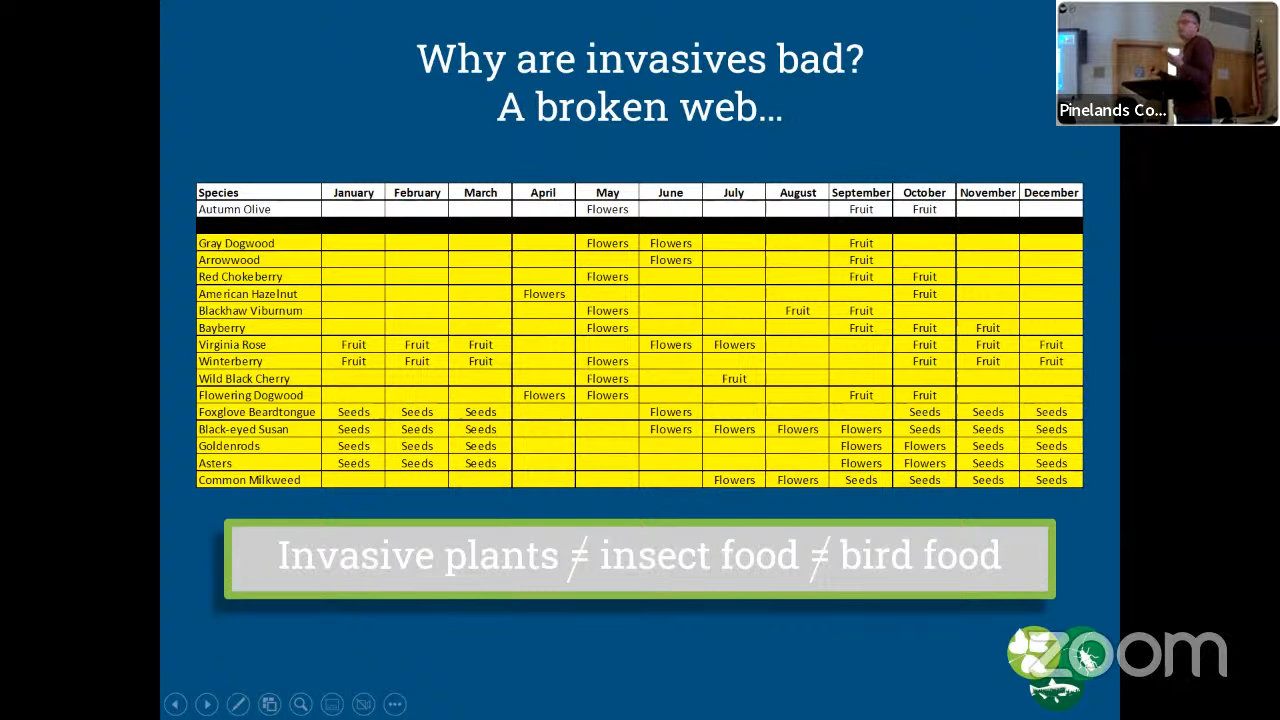 Why are invasives bad?
A broken web...
Pinelands Co...
Species January February March April May June July August September October November December
Autumn Olive Flowers Fruit Fruit
Gray Dogwood Flowers Flowers Fruit
Arrowwood Flowers Fruit
Red Chokeberry Flowers Fruit Fruit
American Hazelnut Flowers Fruit
Blackhaw Viburnum Flowers Fruit Fruit
Bayberry Flowers Fruit Fruit Fruit
Virginia Rose Fruit Fruit Fruit Flowers Flowers Fruit Fruit Fruit
Winterberry Fruit Fruit Fruit Flowers Fruit Fruit Fruit
Wild Black Cherry Flowers Fruit
Flowering Dogwood Flowers Flowers Fruit Fruit
Foxglove Beardtongue Seeds Seeds Seeds Flowers Seeds Seeds Seeds
Black-eyed Susan Seeds Seeds Seeds Flowers Flowers Flowers Flowers Seeds Seeds Seeds
Goldenrods Seeds Seeds Seeds Flowers Flowers Seeds Seeds
Asters Seeds Seeds Seeds Flowers Flowers Seeds Seeds
Common Milkweed Flowers Flowers Seeds Seeds Seeds Seeds
Invasive plants ≠ insect food ≠ bird food
zoom